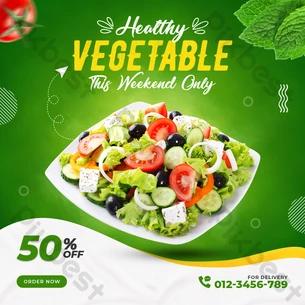 Healthy
VEGETABLE
This Weekend Only
50% OFF
ORDER NOW
FOR DELIVERY
012-3456-789